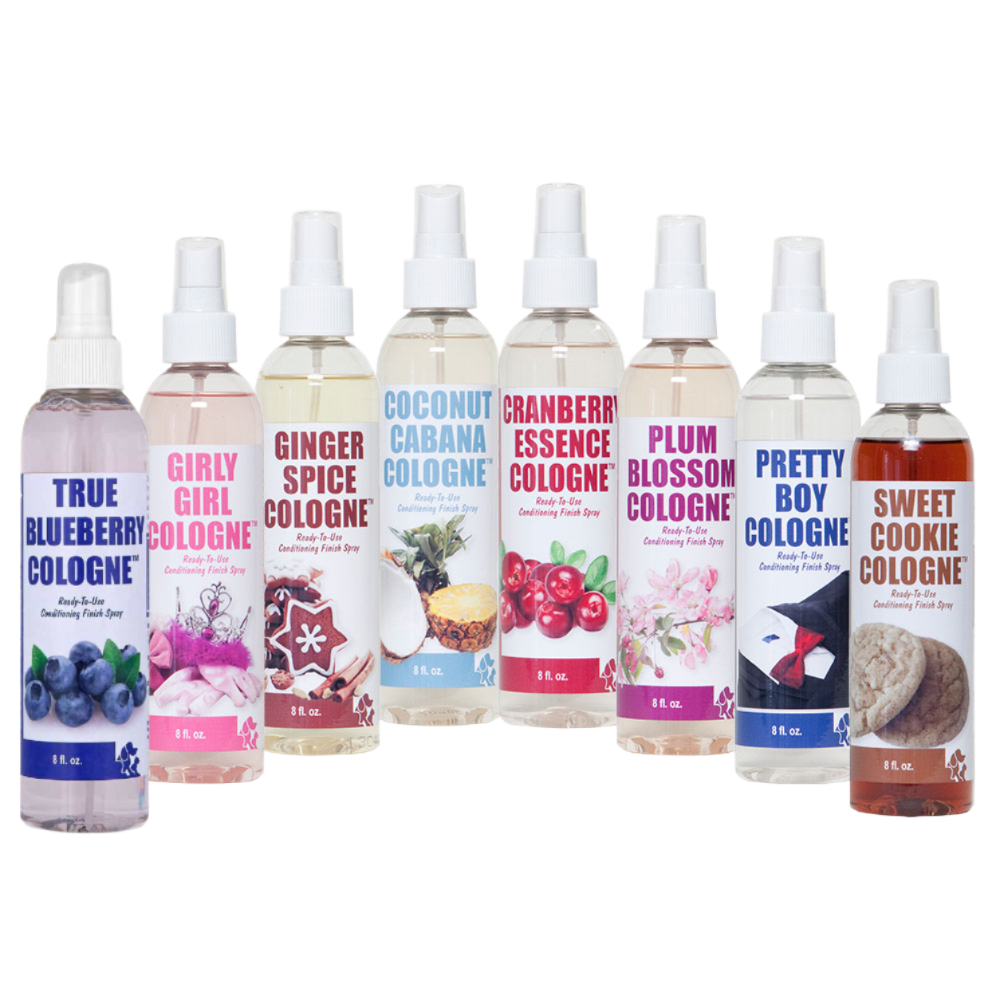 TRUE
BLUEBERRY
COLOGNE™
Ready-To-Use
Conditioning Finish Spray
8 fl. oz.
GIRLY
GIRL
COLOGNE™
Ready-To-Use
Conditioning Finish Spray
8 fl. oz.
GINGER
SPICE
COLOGNE™
Ready-To-Use
Conditioning Finish Spray
8 fl. oz.
COCONUT
CABANA
COLOGNE™
Ready-To-Use
Conditioning Finish Spray
8 fl. oz.
CRANBERRY
ESSENCE
COLOGNE™
Ready-To-Use
Conditioning Finish Spray
8 fl. oz.
PLUM
BLOSSOM
COLOGNE™
Ready-To-Use
Conditioning Finish Spray
8 fl. oz.
PRETTY
BOY
COLOGNE
Ready-To-Use
Conditioning Finish Spray
8 fl. oz.
SWEET
COOKIE
COLOGNE™
Ready-To-Use
Conditioning Finish Spray
8 fl. oz.